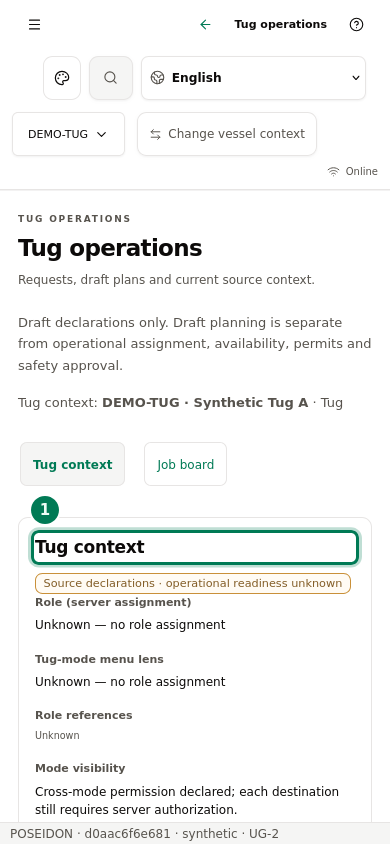 Tug operations
English
DEMO-TUG
Change vessel context
Online
TUG OPERATIONS
Tug operations
Requests, draft plans and current source context.
Draft declarations only. Draft planning is separate
from operational assignment, availability, permits and
safety approval.
Tug context: DEMO-TUG · Synthetic Tug A · Tug
Tug context
Job board
1
Tug context
Source declarations · operational readiness unknown
Role (server assignment)
Unknown — no role assignment
Tug-mode menu lens
Unknown — no role assignment
Role references
Unknown
Mode visibility
Cross-mode permission declared; each destination
still requires server authorization.
POSEIDON · d0aac6f6e681 · synthetic · UG-2